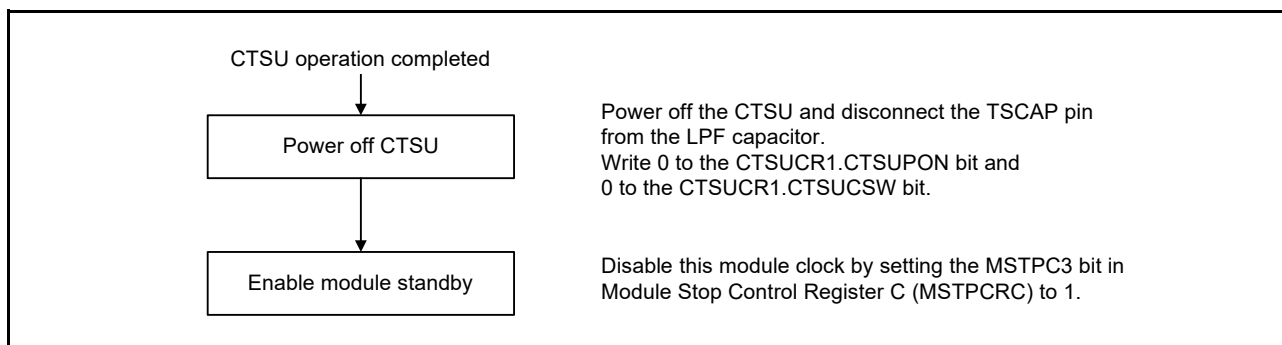 CTSU operation completed
Power off CTSU
Power off the CTSU and disconnect the TSCAP pin
from the LPF capacitor.
Write 0 to the CTSUCR1.CTSUPON bit and
0 to the CTSUCR1.CTSUCSW bit.
Enable module standby
Disable this module clock by setting the MSTPC3 bit in
Module Stop Control Register C (MSTPCRC) to 1.